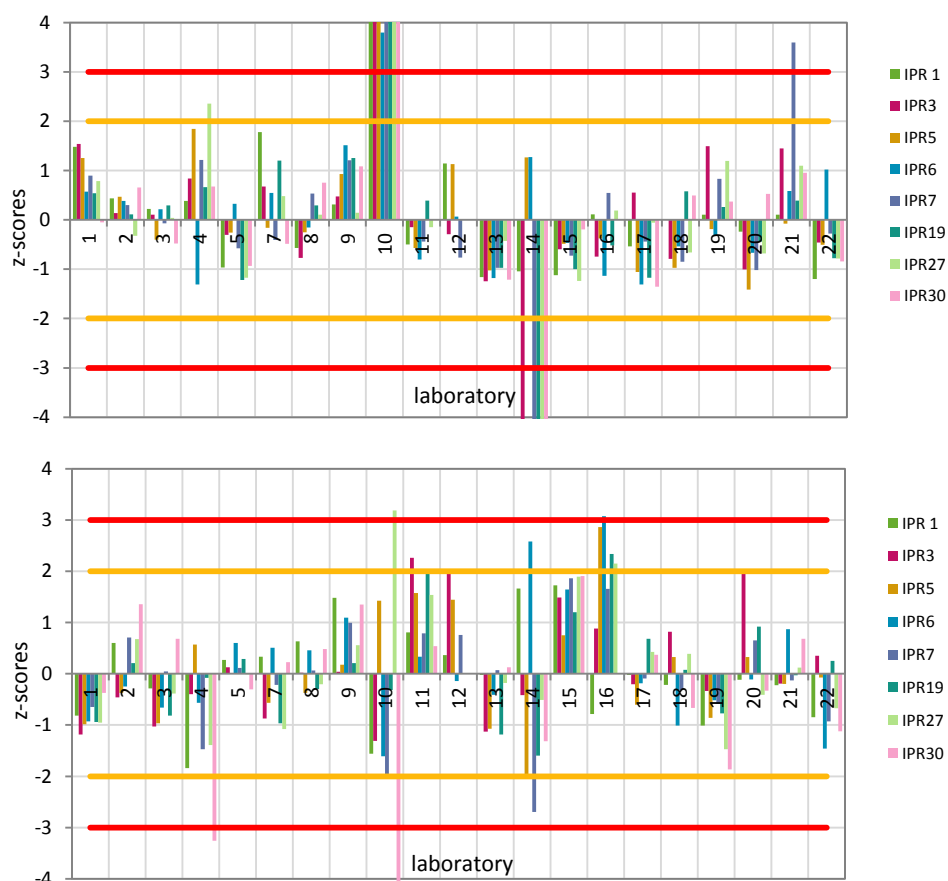 4
3
2
1
0
-1
-2
-3
-4
z-scores
1 2 3 4 5 7 8 9 10 11 12 13 14 15 16 17 18 19 20 21 22
laboratory
IPR 1
IPR3
IPR5
IPR6
IPR7
IPR19
IPR27
IPR30
4
3
2
1
0
-1
-2
-3
-4
z-scores
1 2 3 4 5 7 8 9 10 11 12 13 14 15 16 17 18 19 20 21 22
laboratory
IPR 1
IPR3
IPR5
IPR6
IPR7
IPR19
IPR27
IPR30